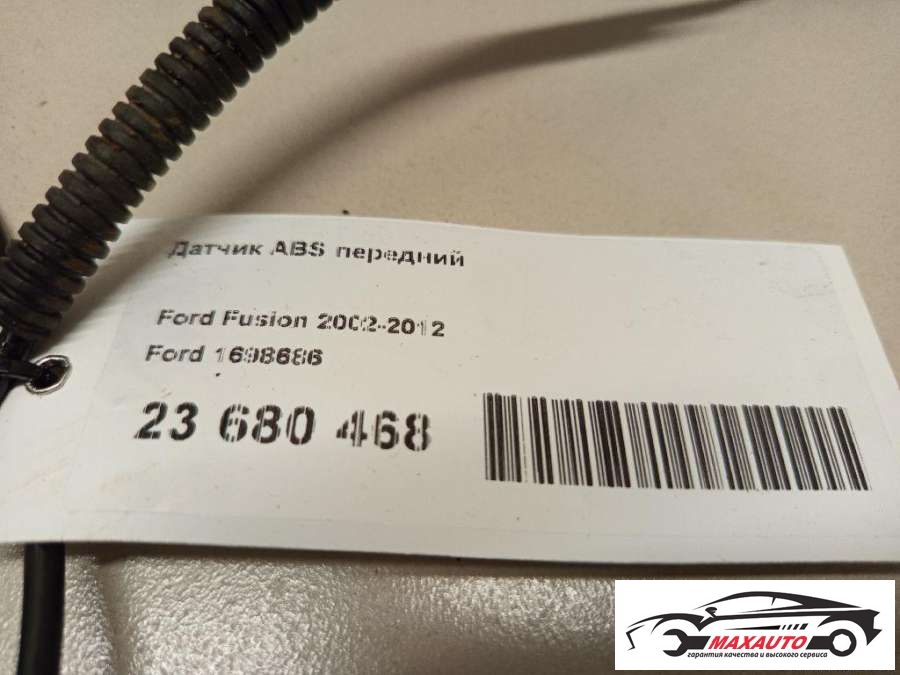 Датчик ABS передний
Ford Fusion 2002-2012
Ford 1698686
23 680 468
MAXAUTO
гарантия качества и высокого сервиса